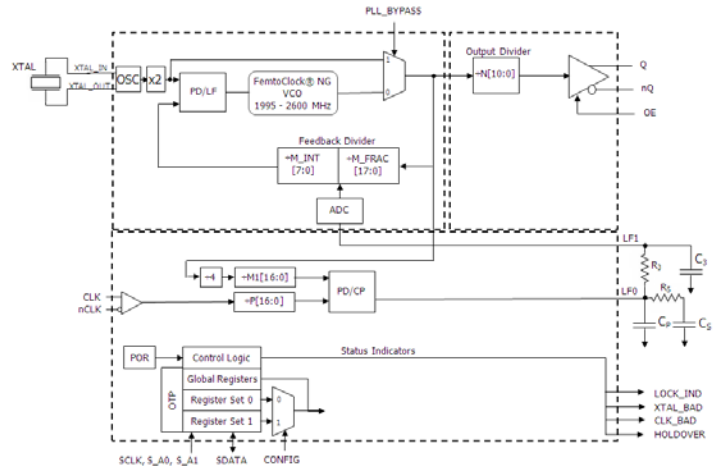 PLL_BYPASS
XTAL
XTAL_IN
XTAL_OUT
OSC
x2
PD/LF
FemtoClock® NG
VCO
1995 - 2600 MHz
1
0
Output Divider
÷N[10:0]
Q
nQ
OE
Feedback Divider
÷M_INT
[7:0]
÷M_FRAC
[17:0]
ADC
LF1
÷4
÷M1[16:0]
PD/CP
CLK
nCLK
÷P[16:0]
LF0
R3
C3
RS
CP
CS
POR
Control Logic
Status Indicators
Global Registers
OTP
Register Set 0
Register Set 1
0
1
LOCK_IND
XTAL_BAD
CLK_BAD
HOLDOVER
SCLK, S_A0, S_A1
SDATA
CONFIG